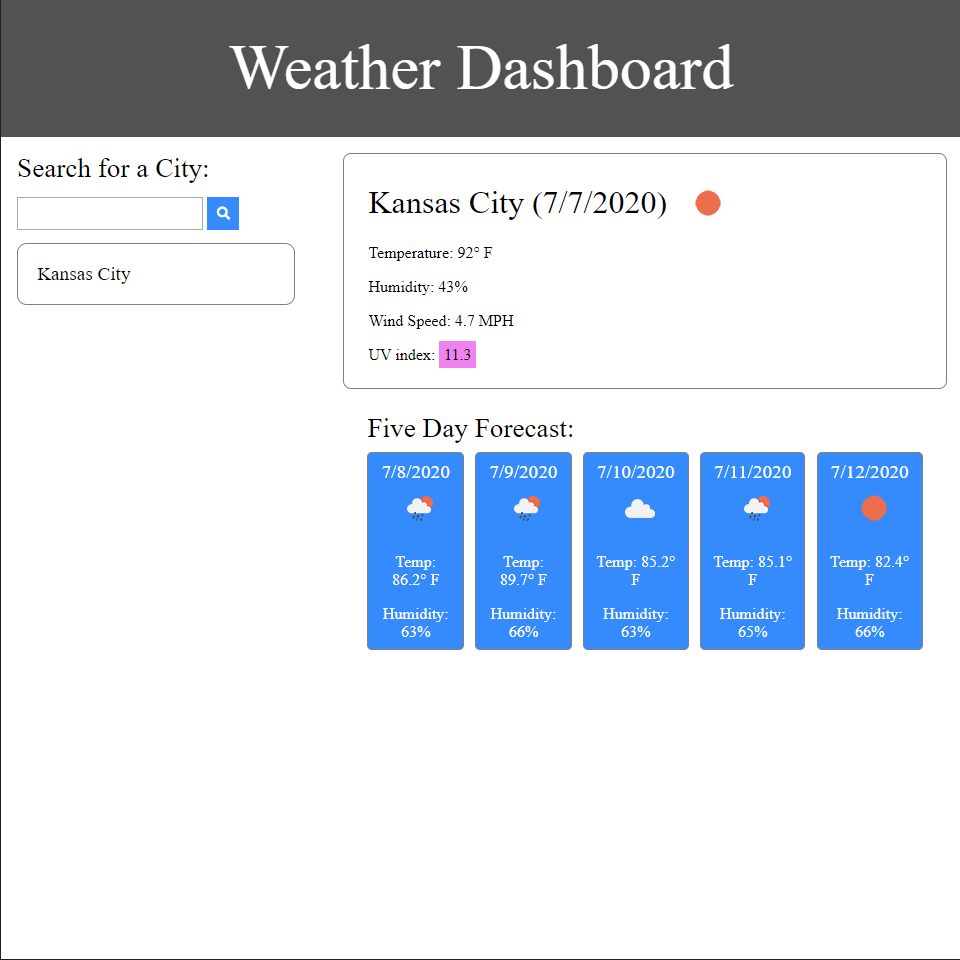 Weather Dashboard
Search for a City:
Kansas City
Kansas City (7/7/2020)
Temperature: 92° F
Humidity: 43%
Wind Speed: 4.7 MPH
UV index: 11.3
Five Day Forecast:
7/8/2020
Temp:
86.2° F
Humidity:
63%
7/9/2020
Temp:
89.7° F
Humidity:
66%
7/10/2020
Temp: 85.2°
F
Humidity:
63%
7/11/2020
Temp: 85.1°
F
Humidity:
65%
7/12/2020
Temp: 82.4°
F
Humidity:
66%